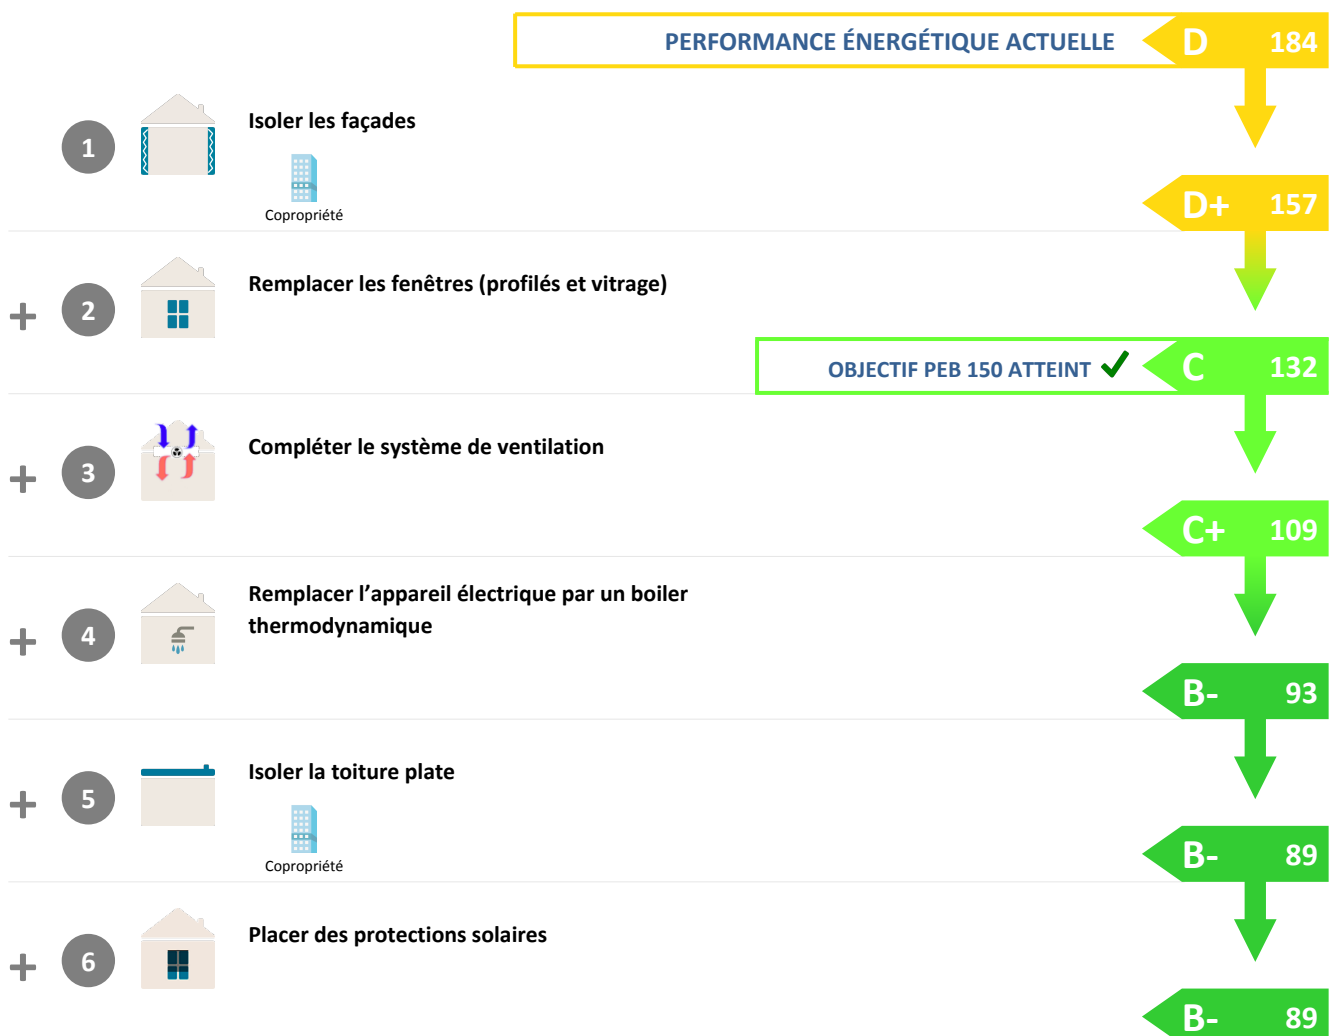 PERFORMANCE ÉNERGÉTIQUE ACTUELLE D 184
1 Isoler les façades
Copropriété
D+ 157
+ 2 Remplacer les fenêtres (profilés et vitrage)
OBJECTIF PEB 150 ATTEINT ✓ C 132
+ 3 Compléter le système de ventilation
C+ 109
+ 4 Remplacer l’appareil électrique par un boiler
thermodynamique
B- 93
+ 5 Isoler la toiture plate
Copropriété
B- 89
+ 6 Placer des protections solaires
B- 89